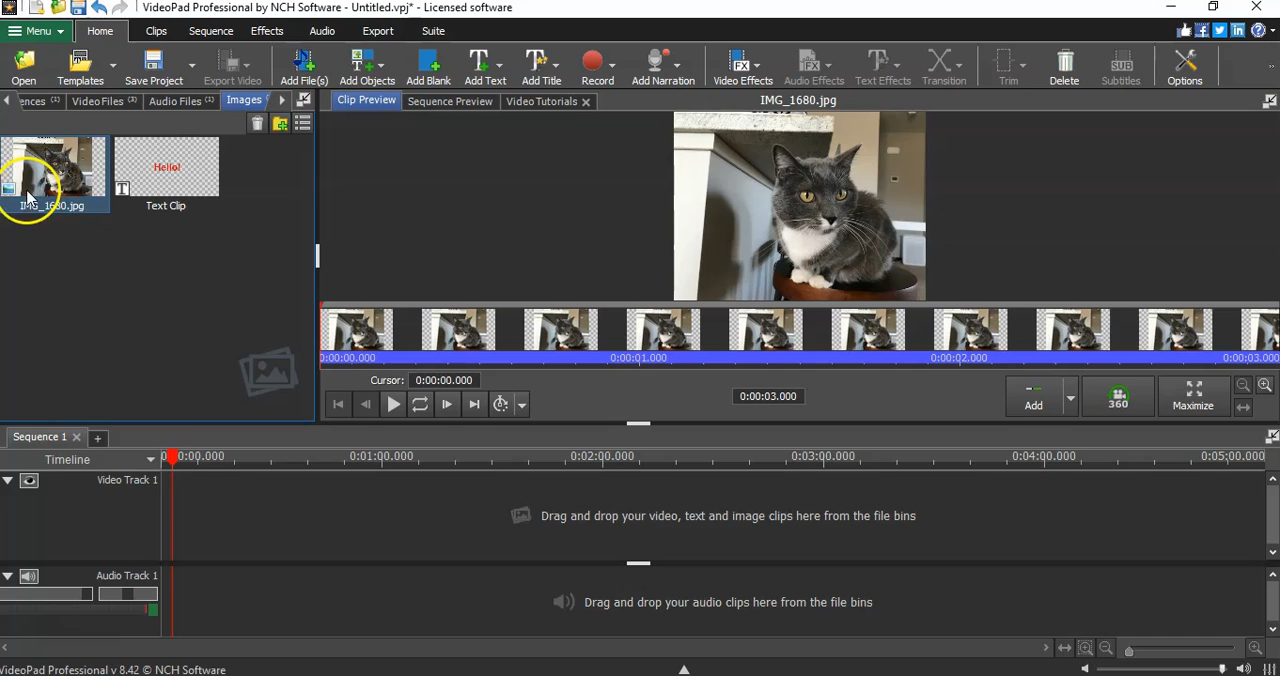 VideoPad Professional by NCH Software - Untitled.vpj* - Licensed software
Menu Home Clips Sequence Effects Audio Export Suite
Open Templates Save Project Export Video Add File(s) Add Objects Add Blank Add Text Add Title Record Add Narration Video Effects Audio Effects Text Effects Transition Trim Delete Subtitles Options
FX FX SUB
ences (1) Video Files (2) Audio Files (1) Images Clip Preview Sequence Preview Video Tutorials IMG_1680.jpg
Hello!
T
IMG_1680.jpg Text Clip
0:00:00.000 0:00:01.000 0:00:02.000 0:00:03.000
Cursor: 0:00:00.000
0:00:03.000
Add 360 Maximize
Sequence 1
Timeline 0:00:00.000 0:01:00.000 0:02:00.000 0:03:00.000 0:04:00.000 0:05:00.000
Video Track 1
Drag and drop your video, text and image clips here from the file bins
Audio Track 1
Drag and drop your audio clips here from the file bins
VideoPad Professional v 8.42 © NCH Software